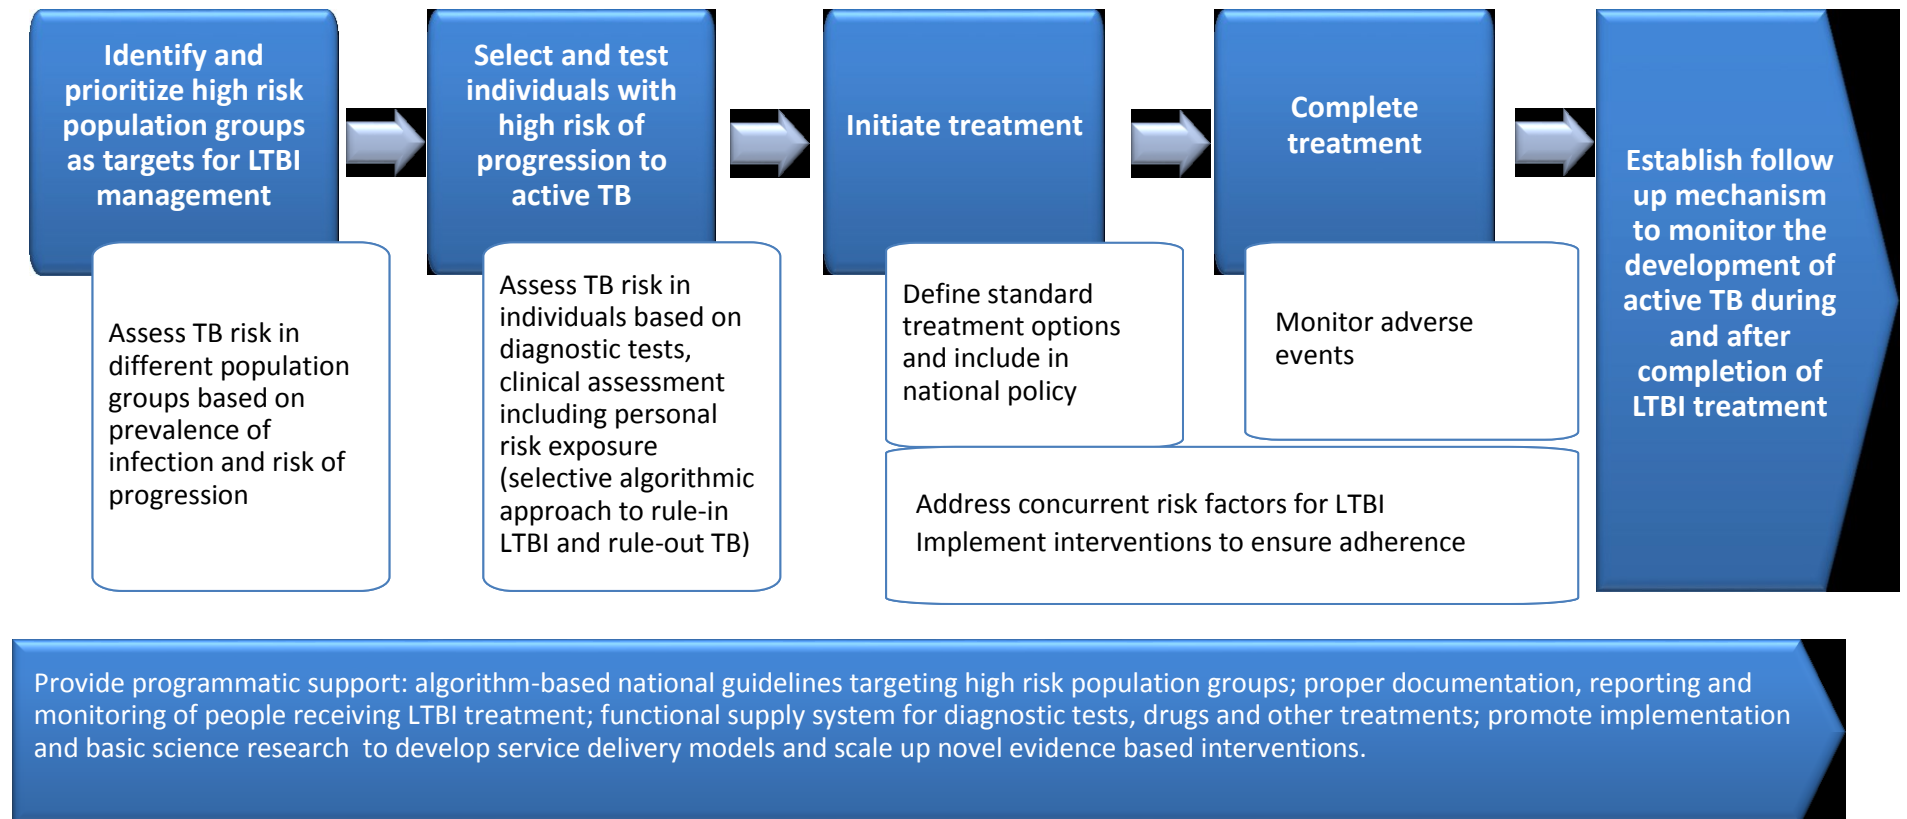 Identify and
prioritize high risk
population groups
as targets for LTBI
management
Assess TB risk in
different population
groups based on
prevalence of
infection and risk of
progression
Select and test
individuals with
high risk of
progression to
active TB
Assess TB risk in
individuals based on
diagnostic tests,
clinical assessment
including personal
risk exposure
(selective algorithmic
approach to rule-in
LTBI and rule-out TB)
Initiate treatment
Define standard
treatment options
and include in
national policy
Complete
treatment
Monitor adverse
events
Address concurrent risk factors for LTBI
Implement interventions to ensure adherence
Establish follow
up mechanism
to monitor the
development of
active TB during
and after
completion of
LTBI treatment
Provide programmatic support: algorithm-based national guidelines targeting high risk population groups; proper documentation, reporting and
monitoring of people receiving LTBI treatment; functional supply system for diagnostic tests, drugs and other treatments; promote implementation
and basic science research  to develop service delivery models and scale up novel evidence based interventions.